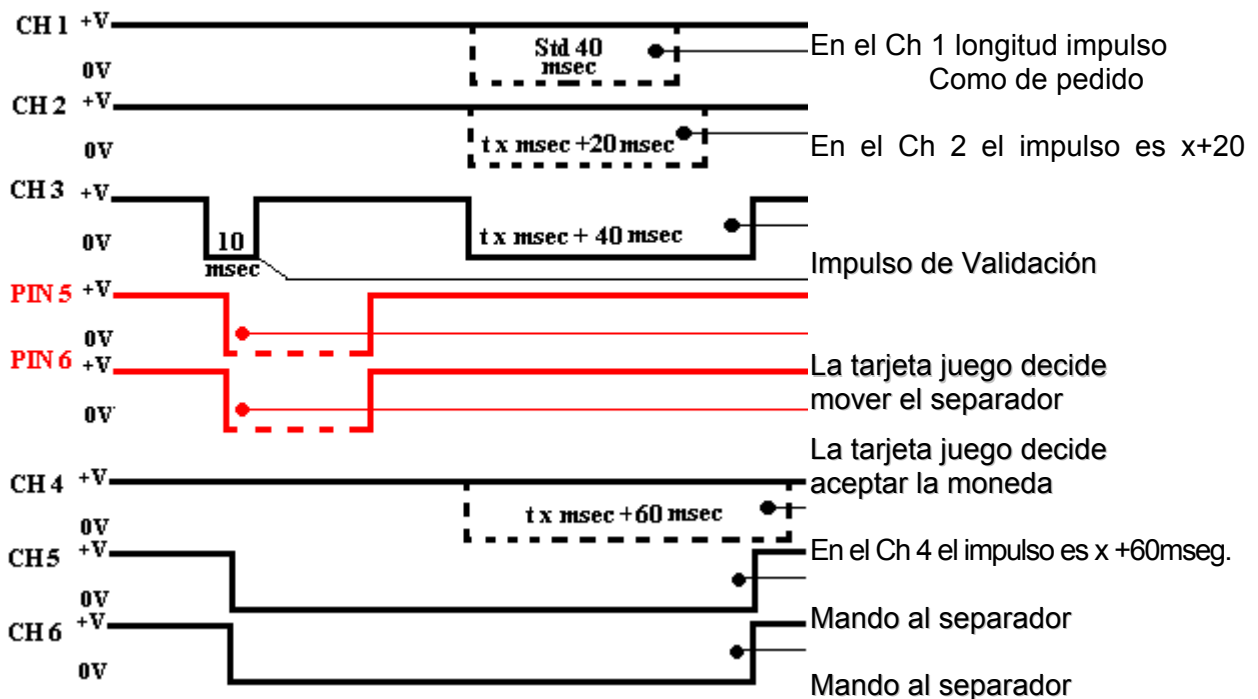 CH 1 +V
0V
Std 40
msec
En el Ch 1 longitud impulso
Como de pedido
CH 2 +V
0V
t x msec +20 msec
En el Ch 2 el impulso es x+20
CH 3 +V
0V
10
msec
t x msec + 40 msec
Impulso de Validación
PIN 5 +V
0V
PIN 6 +V
0V
La tarjeta juego decide
mover el separador
La tarjeta juego decide
aceptar la moneda
CH 4 +V
0V
t x msec +60 msec
En el Ch 4 el impulso es x +60mseg.
CH 5 +V
0V
Mando al separador
CH 6 +V
0V
Mando al separador